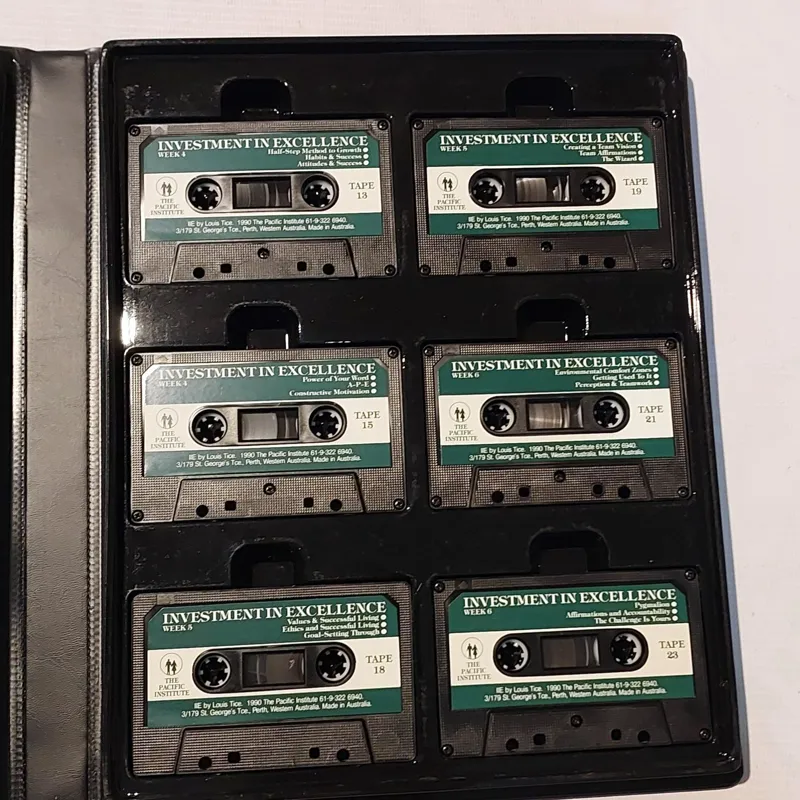 INVESTMENT IN EXCELLENCE
WEEK 4
Half-Step Method to Growth ●
Habits & Success ●
Attitudes & Success ●
THE
PACIFIC
INSTITUTE
TAPE
13
IIE by Louis Tice. 1990 The Pacific Institute 61-9-322 6940.
3/179 St. George's Tce., Perth, Western Australia. Made in Australia.
INVESTMENT IN EXCELLENCE
WEEK 5
Creating a Team Vision ●
Team Affirmations ●
The Wizard ●
THE
PACIFIC
INSTITUTE
TAPE
19
IIE by Louis Tice. 1990 The Pacific Institute 61-9-322 6940.
3/179 St. George's Tce., Perth, Western Australia. Made in Australia.
INVESTMENT IN EXCELLENCE
WEEK 4
Power of Your Word ●
A-P-E ●
Constructive Motivation ●
THE
PACIFIC
INSTITUTE
TAPE
15
IIE by Louis Tice. 1990 The Pacific Institute 61-9-322 6940.
3/179 St. George's Tce., Perth, Western Australia. Made in Australia.
INVESTMENT IN EXCELLENCE
WEEK 6
Environmental Comfort Zones ●
Getting Used To It ●
Perception & Teamwork ●
THE
PACIFIC
INSTITUTE
TAPE
21
IIE by Louis Tice. 1990 The Pacific Institute 61-9-322 6940.
3/179 St. George's Tce., Perth, Western Australia. Made in Australia.
INVESTMENT IN EXCELLENCE
WEEK 5
Values & Successful Living ●
Ethics and Successful Living ●
Goal-Setting Through ●
THE
PACIFIC
INSTITUTE
TAPE
18
IIE by Louis Tice. 1990 The Pacific Institute 61-9-322 6940.
3/179 St. George's Tce., Perth, Western Australia. Made in Australia.
INVESTMENT IN EXCELLENCE
WEEK 6
Pygmalion ●
Affirmations and Accountability ●
The Challenge Is Yours ●
THE
PACIFIC
INSTITUTE
TAPE
23
IIE by Louis Tice. 1990 The Pacific Institute 61-9-322 6940.
3/179 St. George's Tce., Perth, Western Australia. Made in Australia.